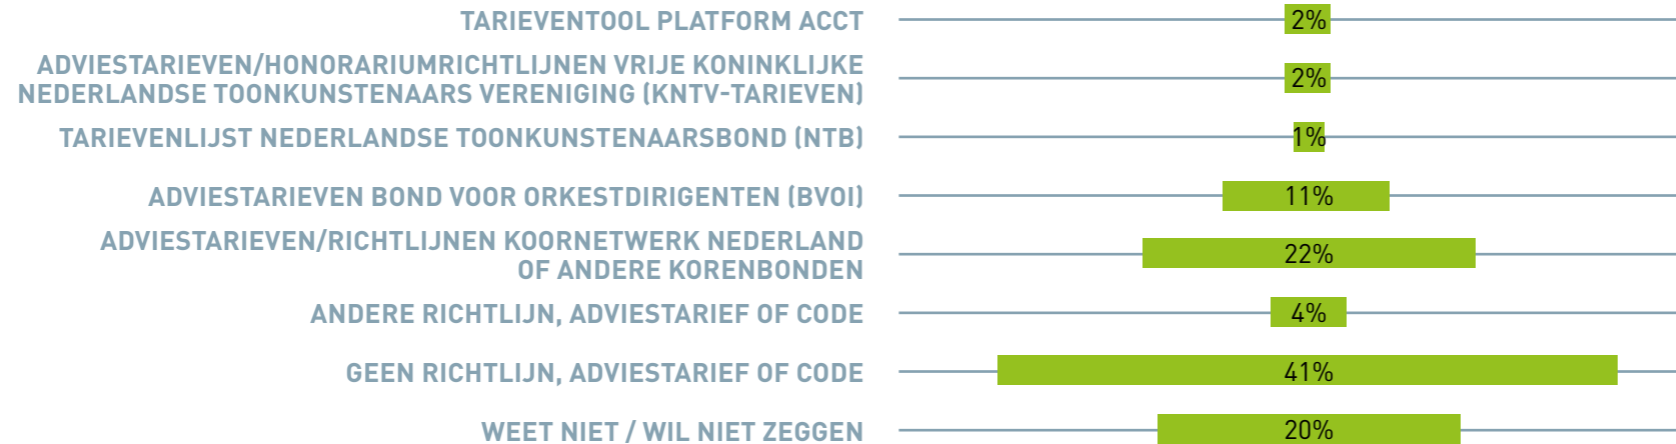 TARIEVENTOOL PLATFORM ACCT 2%
ADVIESTARIEVEN/HONORARIUMRICHTLIJNEN VRIJE KONINKLIJKE
NEDERLANDSE TOONKUNSTENAARS VERENIGING (KNTV-TARIEVEN) 2%
TARIEVENLIJST NEDERLANDSE TOONKUNSTENAARSBOND (NTB) 1%
ADVIESTARIEVEN BOND VOOR ORKESTDIRIGENTEN (BVOI) 11%
ADVIESTARIEVEN/RICHTLIJNEN KOORNETWERK NEDERLAND
OF ANDERE KORENBONDEN 22%
ANDERE RICHTLIJN, ADVIESTARIEF OF CODE 4%
GEEN RICHTLIJN, ADVIESTARIEF OF CODE 41%
WEET NIET / WIL NIET ZEGGEN 20%